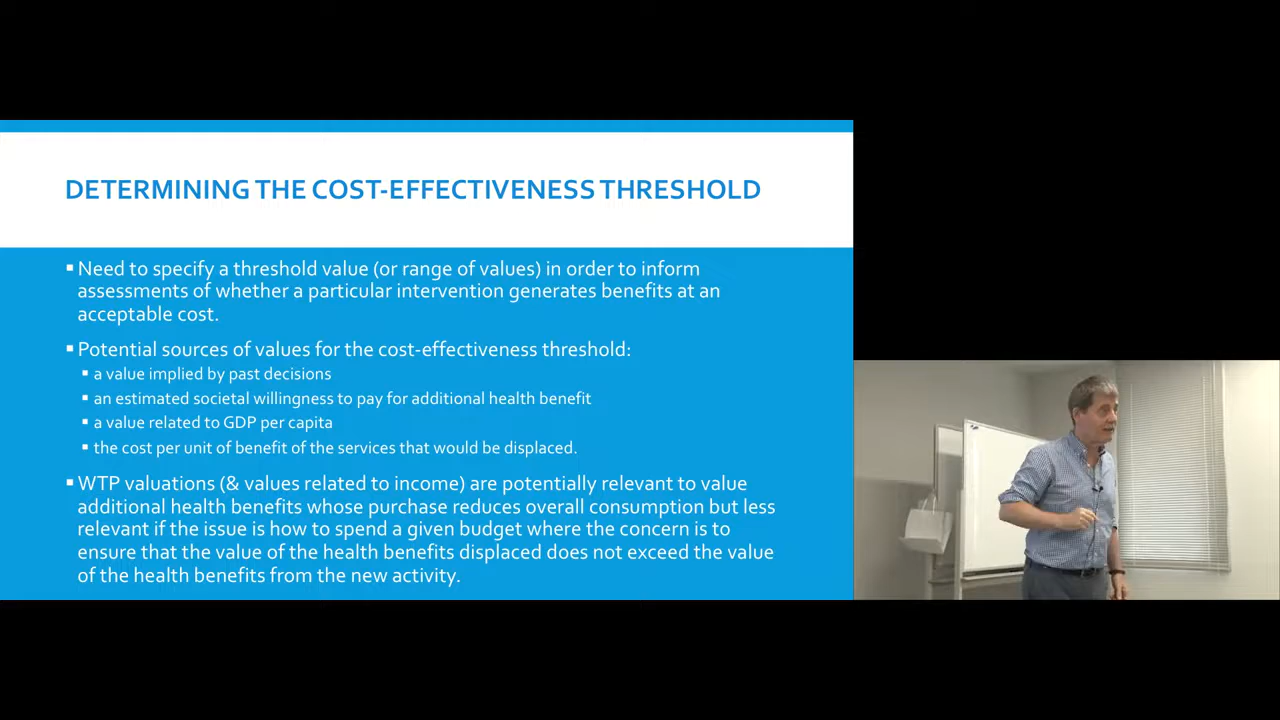 DETERMINING THE COST-EFFECTIVENESS THRESHOLD
▪ Need to specify a threshold value (or range of values) in order to inform
assessments of whether a particular intervention generates benefits at an
acceptable cost.
▪ Potential sources of values for the cost-effectiveness threshold:
▪ a value implied by past decisions
▪ an estimated societal willingness to pay for additional health benefit
▪ a value related to GDP per capita
▪ the cost per unit of benefit of the services that would be displaced.
▪ WTP valuations (& values related to income) are potentially relevant to value
additional health benefits whose purchase reduces overall consumption but less
relevant if the issue is how to spend a given budget where the concern is to
ensure that the value of the health benefits displaced does not exceed the value
of the health benefits from the new activity.